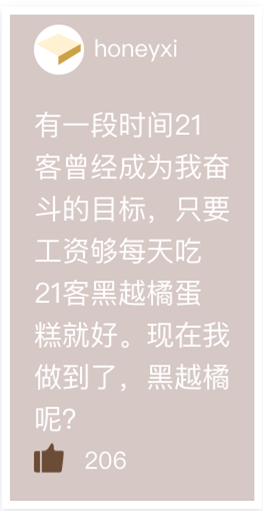 honeyxi
有一段时间21
客曾经成为我奋
斗的目标，只要
工资够每天吃
21客黑越橘蛋
糕就好。现在我
做到了，黑越橘
呢？
206